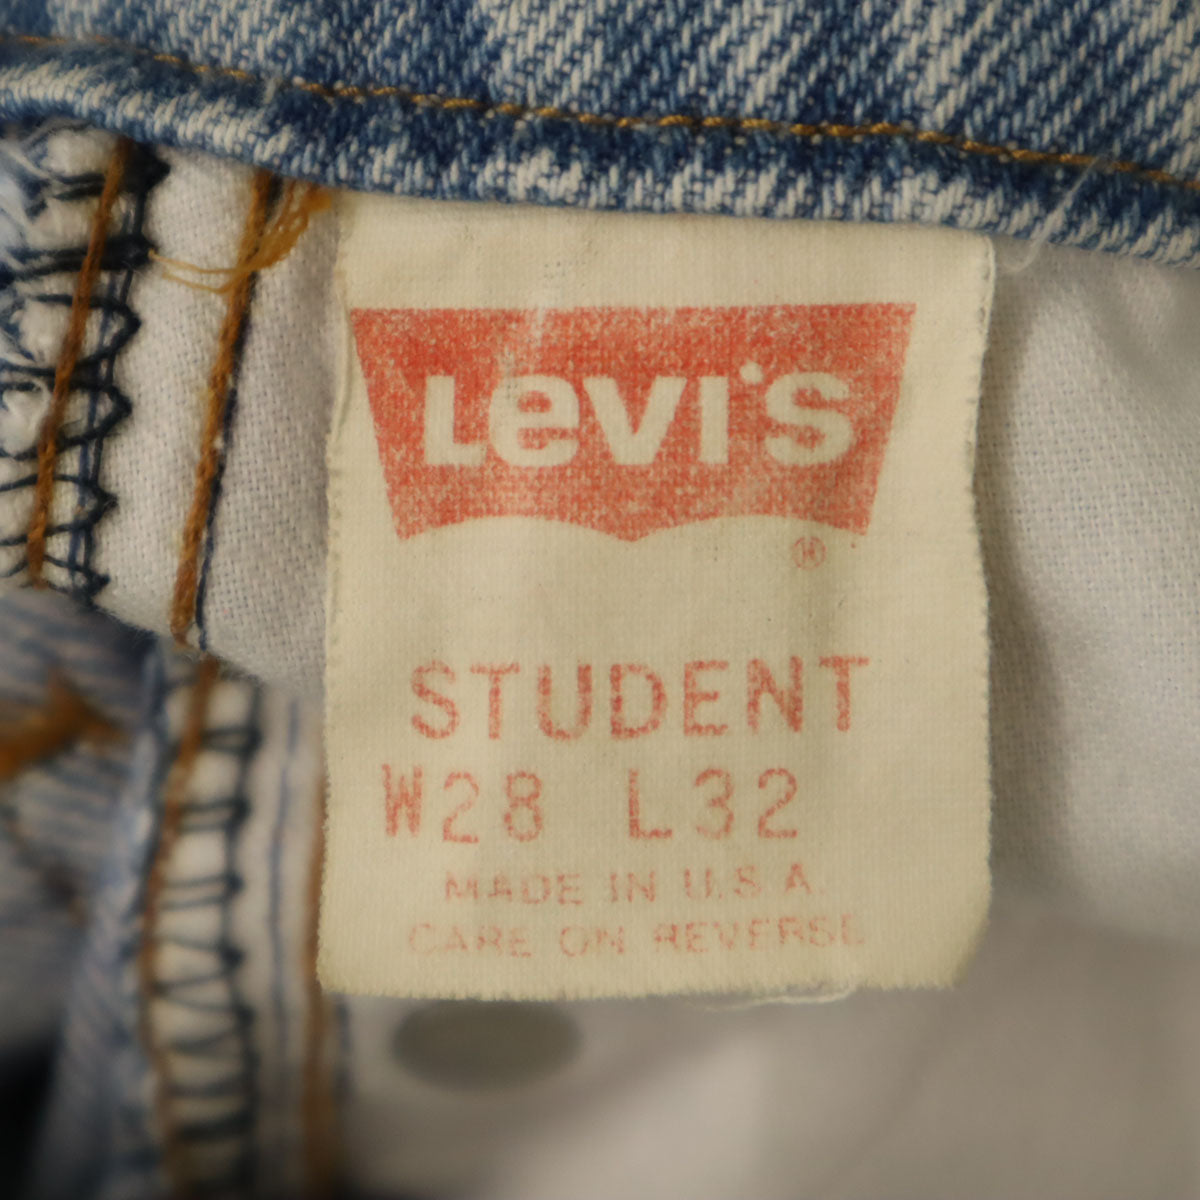 Levi's
®
STUDENT
W28 L32
MADE IN U.S.A.
CARE ON REVERSE